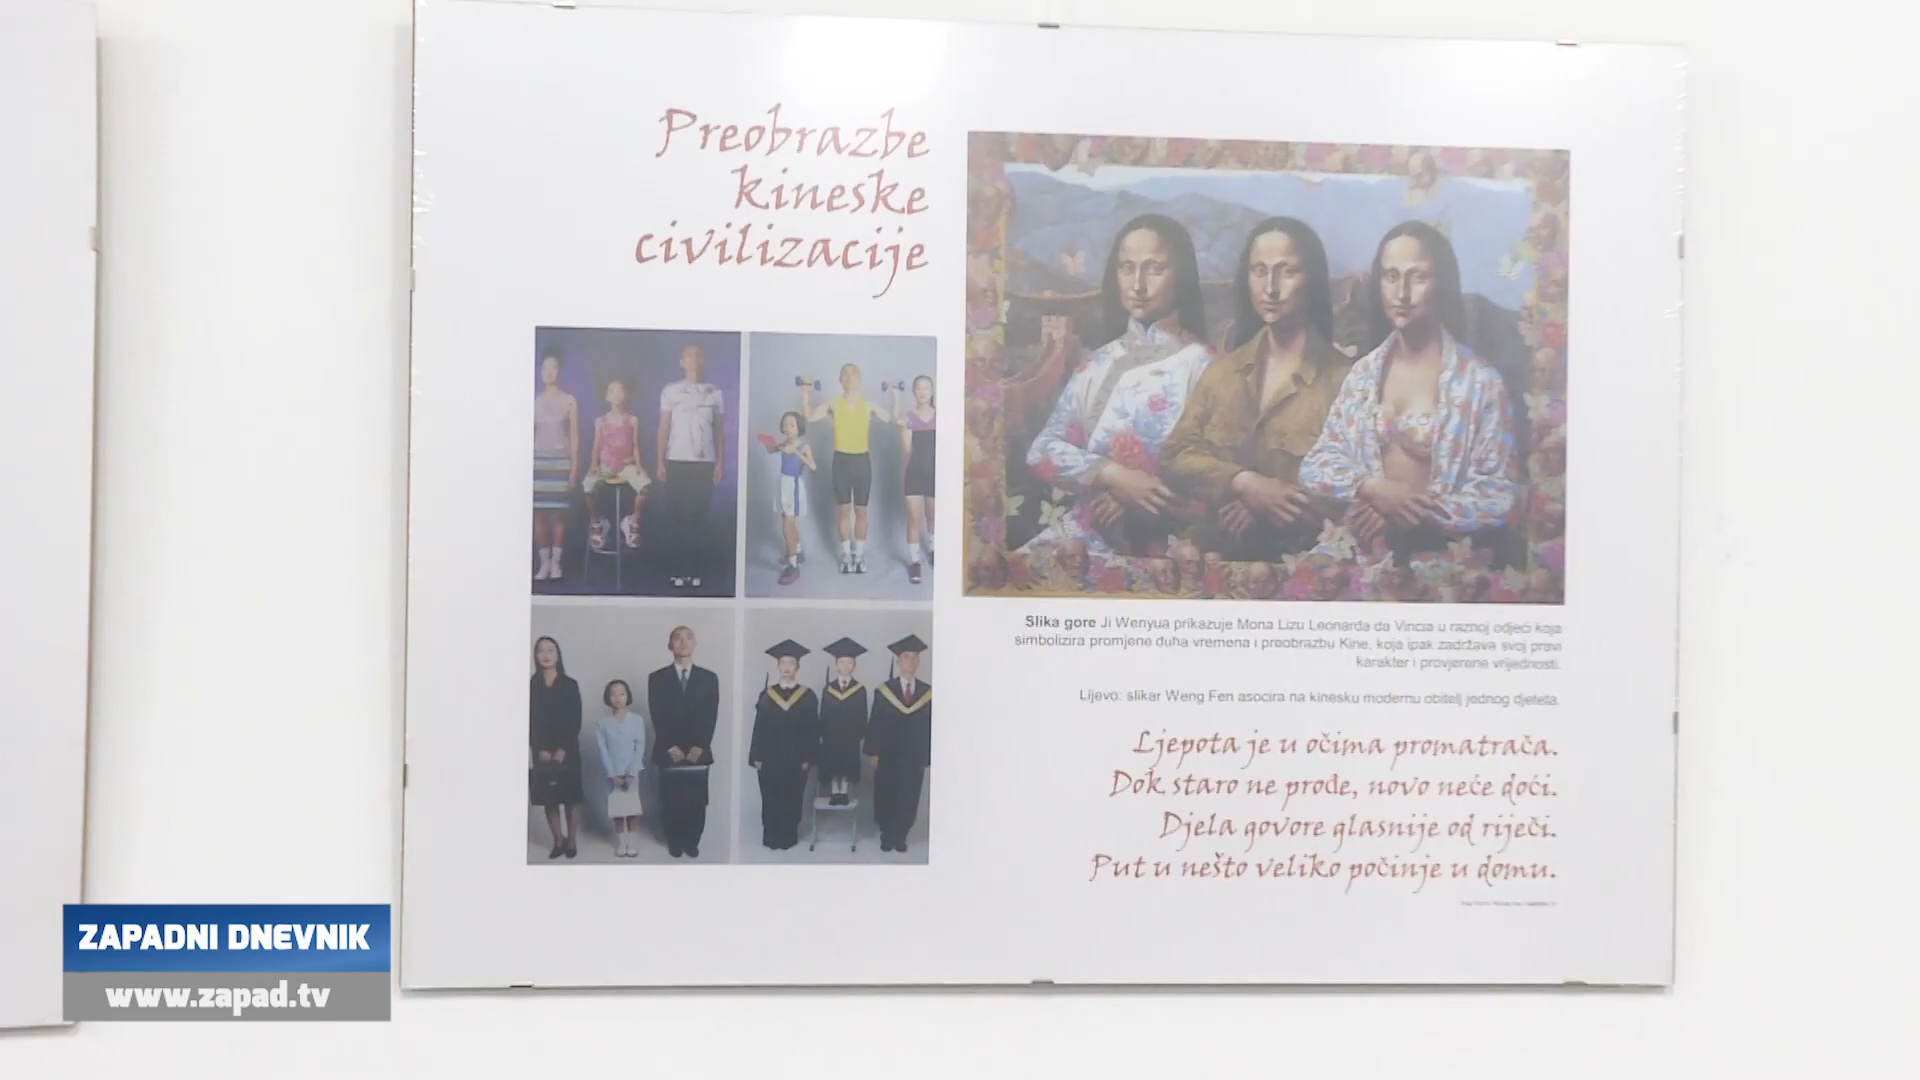 Preobrazbe
kineske
civilizacije
Slika gore Ji Wenyua prikazuje Mona Lizu Leonarda da Vincia u raznoj odjeći koja
simbolizira promjene duha vremena i preobrazbu Kine, koja ipak zadržava svoj pravi
karakter i provjerene vrijednosti.
Lijevo: slikar Weng Fen asocira na kinesku modernu obitelj jednog djeteta.
Ljepota je u očima promatrača.
Dok staro ne prođe, novo neće doći.
Djela govore glasnije od riječi.
Put u nešto veliko počinje u domu.
ZAPADNI DNEVNIK
www.zapad.tv